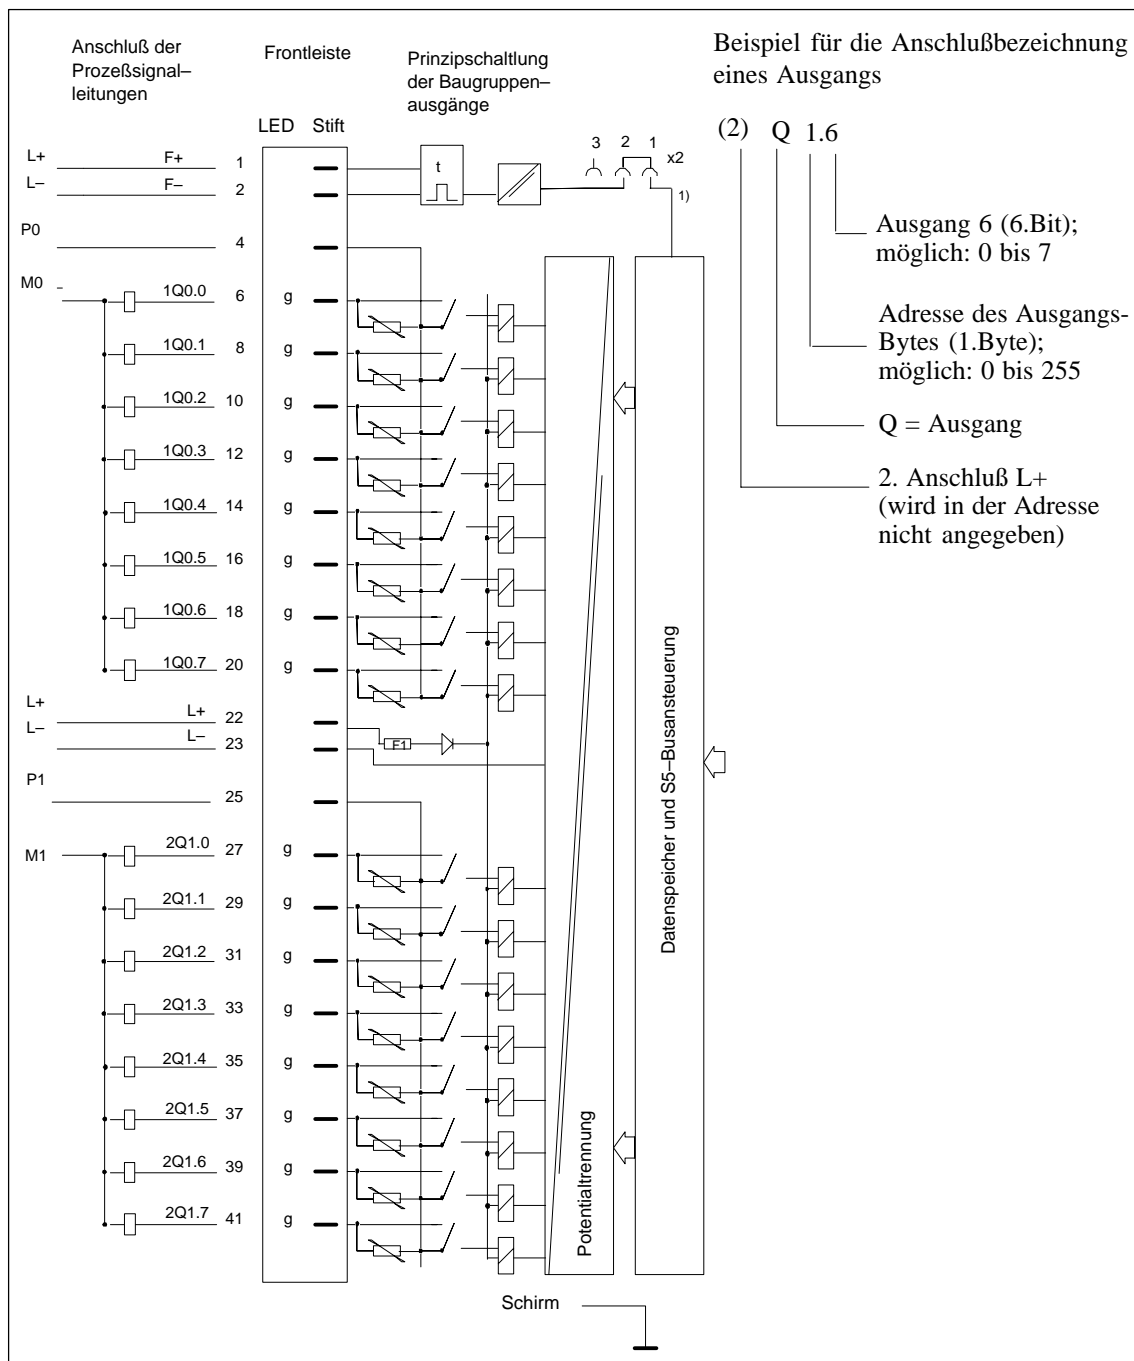 Anschluß der
Prozeßsignal–
leitungen
Frontleiste
Prinzipschaltung
der Baugruppen–
ausgänge
Beispiel für die Anschlußbezeichnung
eines Ausgangs
LED Stift
(2) Q 1.6
3 2 1 x2
1)
L+ F+ 1
L– F– 2
t
P0 4
M0
1Q0.0 6 g
1Q0.1 8 g
1Q0.2 10 g
1Q0.3 12 g
1Q0.4 14 g
1Q0.5 16 g
1Q0.6 18 g
1Q0.7 20 g
L+ L+ 22
L– L– 23
F1
P1 25
M1
2Q1.0 27 g
2Q1.1 29 g
2Q1.2 31 g
2Q1.3 33 g
2Q1.4 35 g
2Q1.5 37 g
2Q1.6 39 g
2Q1.7 41 g
Potentialtrennung
Datenspeicher und S5–Busansteuerung
Schirm
Ausgang 6 (6.Bit);
möglich: 0 bis 7
Adresse des Ausgangs-
Bytes (1.Byte);
möglich: 0 bis 255
Q = Ausgang
2. Anschluß L+
(wird in der Adresse
nicht angegeben)